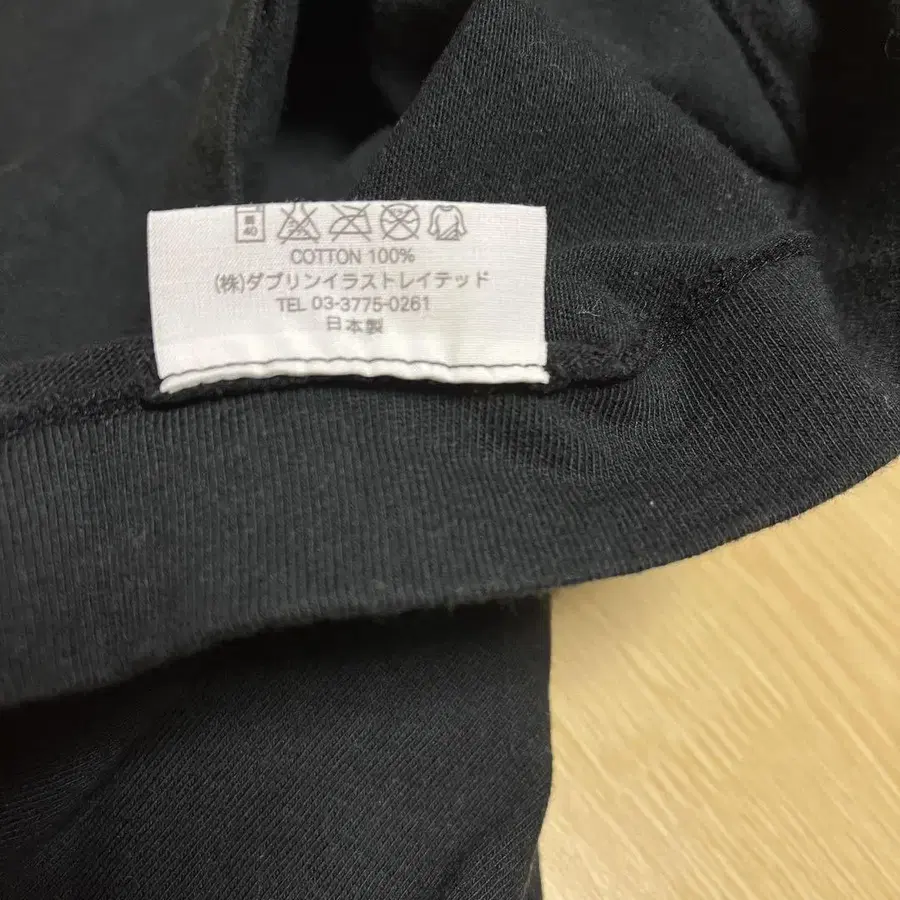 40
COTTON 100%
(株)ダブリンイラストレイテッド
TEL 03-3775-0261
日本製